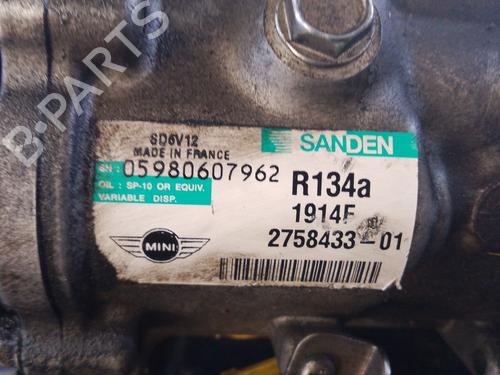 B-PARTS
SD6V12
MADE IN FRANCE
SN: 05980607962
OIL: SP-10 OR EQUIV.
VARIABLE DISP.
SANDEN
R134a
1914F
2758433-01
MINI